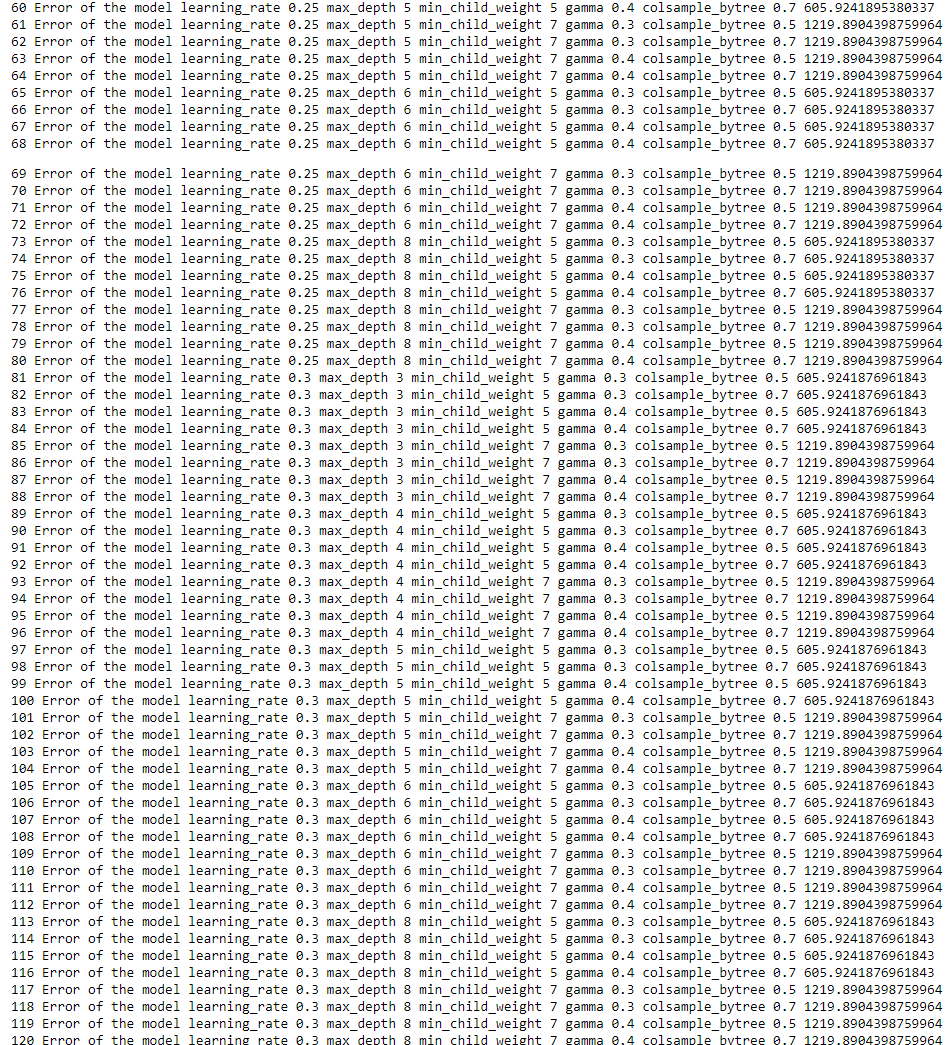 60 Error of the model learning_rate 0.25 max_depth 5 min_child_weight 5 gamma 0.4 colsample_bytree 0.7 605.9241895380337
61 Error of the model learning_rate 0.25 max_depth 5 min_child_weight 7 gamma 0.3 colsample_bytree 0.5 1219.8904398759964
62 Error of the model learning_rate 0.25 max_depth 5 min_child_weight 7 gamma 0.3 colsample_bytree 0.7 1219.8904398759964
63 Error of the model learning_rate 0.25 max_depth 5 min_child_weight 7 gamma 0.4 colsample_bytree 0.5 1219.8904398759964
64 Error of the model learning_rate 0.25 max_depth 5 min_child_weight 7 gamma 0.4 colsample_bytree 0.7 1219.8904398759964
65 Error of the model learning_rate 0.25 max_depth 6 min_child_weight 5 gamma 0.3 colsample_bytree 0.5 605.9241895380337
66 Error of the model learning_rate 0.25 max_depth 6 min_child_weight 5 gamma 0.3 colsample_bytree 0.7 605.9241895380337
67 Error of the model learning_rate 0.25 max_depth 6 min_child_weight 5 gamma 0.4 colsample_bytree 0.5 605.9241895380337
68 Error of the model learning_rate 0.25 max_depth 6 min_child_weight 5 gamma 0.4 colsample_bytree 0.7 605.9241895380337
69 Error of the model learning_rate 0.25 max_depth 6 min_child_weight 7 gamma 0.3 colsample_bytree 0.5 1219.8904398759964
70 Error of the model learning_rate 0.25 max_depth 6 min_child_weight 7 gamma 0.3 colsample_bytree 0.7 1219.8904398759964
71 Error of the model learning_rate 0.25 max_depth 6 min_child_weight 7 gamma 0.4 colsample_bytree 0.5 1219.8904398759964
72 Error of the model learning_rate 0.25 max_depth 6 min_child_weight 7 gamma 0.4 colsample_bytree 0.7 1219.8904398759964
73 Error of the model learning_rate 0.25 max_depth 8 min_child_weight 5 gamma 0.3 colsample_bytree 0.5 605.9241895380337
74 Error of the model learning_rate 0.25 max_depth 8 min_child_weight 5 gamma 0.3 colsample_bytree 0.7 605.9241895380337
75 Error of the model learning_rate 0.25 max_depth 8 min_child_weight 5 gamma 0.4 colsample_bytree 0.5 605.9241895380337
76 Error of the model learning_rate 0.25 max_depth 8 min_child_weight 5 gamma 0.4 colsample_bytree 0.7 605.9241895380337
77 Error of the model learning_rate 0.25 max_depth 8 min_child_weight 7 gamma 0.3 colsample_bytree 0.5 1219.8904398759964
78 Error of the model learning_rate 0.25 max_depth 8 min_child_weight 7 gamma 0.3 colsample_bytree 0.7 1219.8904398759964
79 Error of the model learning_rate 0.25 max_depth 8 min_child_weight 7 gamma 0.4 colsample_bytree 0.5 1219.8904398759964
80 Error of the model learning_rate 0.25 max_depth 8 min_child_weight 7 gamma 0.4 colsample_bytree 0.7 1219.8904398759964
81 Error of the model learning_rate 0.3 max_depth 3 min_child_weight 5 gamma 0.3 colsample_bytree 0.5 605.9241876961843
82 Error of the model learning_rate 0.3 max_depth 3 min_child_weight 5 gamma 0.3 colsample_bytree 0.7 605.9241876961843
83 Error of the model learning_rate 0.3 max_depth 3 min_child_weight 5 gamma 0.4 colsample_bytree 0.5 605.9241876961843
84 Error of the model learning_rate 0.3 max_depth 3 min_child_weight 5 gamma 0.4 colsample_bytree 0.7 605.9241876961843
85 Error of the model learning_rate 0.3 max_depth 3 min_child_weight 7 gamma 0.3 colsample_bytree 0.5 1219.8904398759964
86 Error of the model learning_rate 0.3 max_depth 3 min_child_weight 7 gamma 0.3 colsample_bytree 0.7 1219.8904398759964
87 Error of the model learning_rate 0.3 max_depth 3 min_child_weight 7 gamma 0.4 colsample_bytree 0.5 1219.8904398759964
88 Error of the model learning_rate 0.3 max_depth 3 min_child_weight 7 gamma 0.4 colsample_bytree 0.7 1219.8904398759964
89 Error of the model learning_rate 0.3 max_depth 4 min_child_weight 5 gamma 0.3 colsample_bytree 0.5 605.9241876961843
90 Error of the model learning_rate 0.3 max_depth 4 min_child_weight 5 gamma 0.3 colsample_bytree 0.7 605.9241876961843
91 Error of the model learning_rate 0.3 max_depth 4 min_child_weight 5 gamma 0.4 colsample_bytree 0.5 605.9241876961843
92 Error of the model learning_rate 0.3 max_depth 4 min_child_weight 5 gamma 0.4 colsample_bytree 0.7 605.9241876961843
93 Error of the model learning_rate 0.3 max_depth 4 min_child_weight 7 gamma 0.3 colsample_bytree 0.5 1219.8904398759964
94 Error of the model learning_rate 0.3 max_depth 4 min_child_weight 7 gamma 0.3 colsample_bytree 0.7 1219.8904398759964
95 Error of the model learning_rate 0.3 max_depth 4 min_child_weight 7 gamma 0.4 colsample_bytree 0.5 1219.8904398759964
96 Error of the model learning_rate 0.3 max_depth 4 min_child_weight 7 gamma 0.4 colsample_bytree 0.7 1219.8904398759964
97 Error of the model learning_rate 0.3 max_depth 5 min_child_weight 5 gamma 0.3 colsample_bytree 0.5 605.9241876961843
98 Error of the model learning_rate 0.3 max_depth 5 min_child_weight 5 gamma 0.3 colsample_bytree 0.7 605.9241876961843
99 Error of the model learning_rate 0.3 max_depth 5 min_child_weight 5 gamma 0.4 colsample_bytree 0.5 605.9241876961843
100 Error of the model learning_rate 0.3 max_depth 5 min_child_weight 5 gamma 0.4 colsample_bytree 0.7 605.9241876961843
101 Error of the model learning_rate 0.3 max_depth 5 min_child_weight 7 gamma 0.3 colsample_bytree 0.5 1219.8904398759964
102 Error of the model learning_rate 0.3 max_depth 5 min_child_weight 7 gamma 0.3 colsample_bytree 0.7 1219.8904398759964
103 Error of the model learning_rate 0.3 max_depth 5 min_child_weight 7 gamma 0.4 colsample_bytree 0.5 1219.8904398759964
104 Error of the model learning_rate 0.3 max_depth 5 min_child_weight 7 gamma 0.4 colsample_bytree 0.7 1219.8904398759964
105 Error of the model learning_rate 0.3 max_depth 6 min_child_weight 5 gamma 0.3 colsample_bytree 0.5 605.9241876961843
106 Error of the model learning_rate 0.3 max_depth 6 min_child_weight 5 gamma 0.3 colsample_bytree 0.7 605.9241876961843
107 Error of the model learning_rate 0.3 max_depth 6 min_child_weight 5 gamma 0.4 colsample_bytree 0.5 605.9241876961843
108 Error of the model learning_rate 0.3 max_depth 6 min_child_weight 5 gamma 0.4 colsample_bytree 0.7 605.9241876961843
109 Error of the model learning_rate 0.3 max_depth 6 min_child_weight 7 gamma 0.3 colsample_bytree 0.5 1219.8904398759964
110 Error of the model learning_rate 0.3 max_depth 6 min_child_weight 7 gamma 0.3 colsample_bytree 0.7 1219.8904398759964
111 Error of the model learning_rate 0.3 max_depth 6 min_child_weight 7 gamma 0.4 colsample_bytree 0.5 1219.8904398759964
112 Error of the model learning_rate 0.3 max_depth 6 min_child_weight 7 gamma 0.4 colsample_bytree 0.7 1219.8904398759964
113 Error of the model learning_rate 0.3 max_depth 8 min_child_weight 5 gamma 0.3 colsample_bytree 0.5 605.9241876961843
114 Error of the model learning_rate 0.3 max_depth 8 min_child_weight 5 gamma 0.3 colsample_bytree 0.7 605.9241876961843
115 Error of the model learning_rate 0.3 max_depth 8 min_child_weight 5 gamma 0.4 colsample_bytree 0.5 605.9241876961843
116 Error of the model learning_rate 0.3 max_depth 8 min_child_weight 5 gamma 0.4 colsample_bytree 0.7 605.9241876961843
117 Error of the model learning_rate 0.3 max_depth 8 min_child_weight 7 gamma 0.3 colsample_bytree 0.5 1219.8904398759964
118 Error of the model learning_rate 0.3 max_depth 8 min_child_weight 7 gamma 0.3 colsample_bytree 0.7 1219.8904398759964
119 Error of the model learning_rate 0.3 max_depth 8 min_child_weight 7 gamma 0.4 colsample_bytree 0.5 1219.8904398759964
120 Error of the model learning_rate 0.3 max_depth 8 min_child_weight 7 gamma 0.4 colsample_bytree 0.7 1219.8904398759964